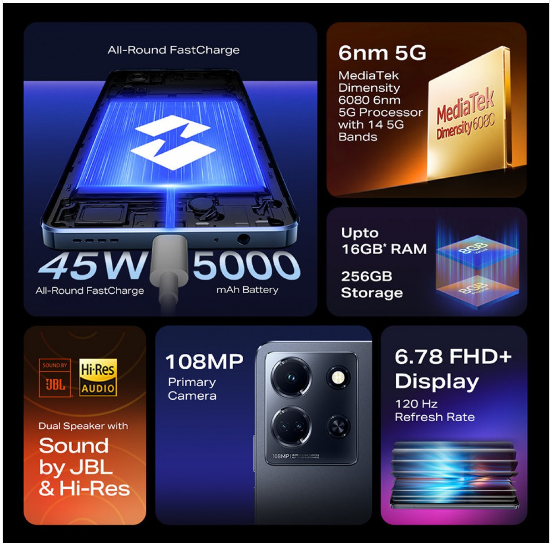 All-Round FastCharge
45W
All-Round FastCharge
5000
mAh Battery
6nm 5G
MediaTek
Dimensity
6080 6nm
5G Processor
with 14 5G
Bands
MediaTek
Dimensity 6080
Upto
16GB* RAM
256GB
Storage
8GB
8GB
SOUND BY
JBL
Hi-Res
AUDIO
Dual Speaker with
Sound
by JBL
& Hi-Res
108MP
Primary
Camera
108MP
6.78 FHD+
Display
120 Hz
Refresh Rate